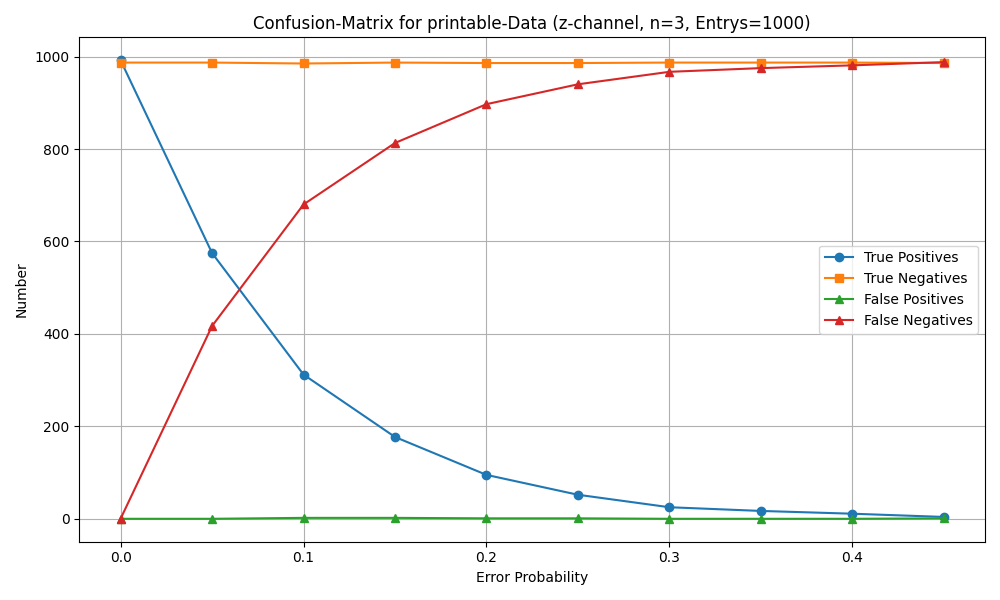 Confusion-Matrix for printable-Data (z-channel, n=3, Entrys=1000)
1000
800
600
400
200
0
Number
True Positives
True Negatives
False Positives
False Negatives
0.0 0.1 0.2 0.3 0.4
Error Probability